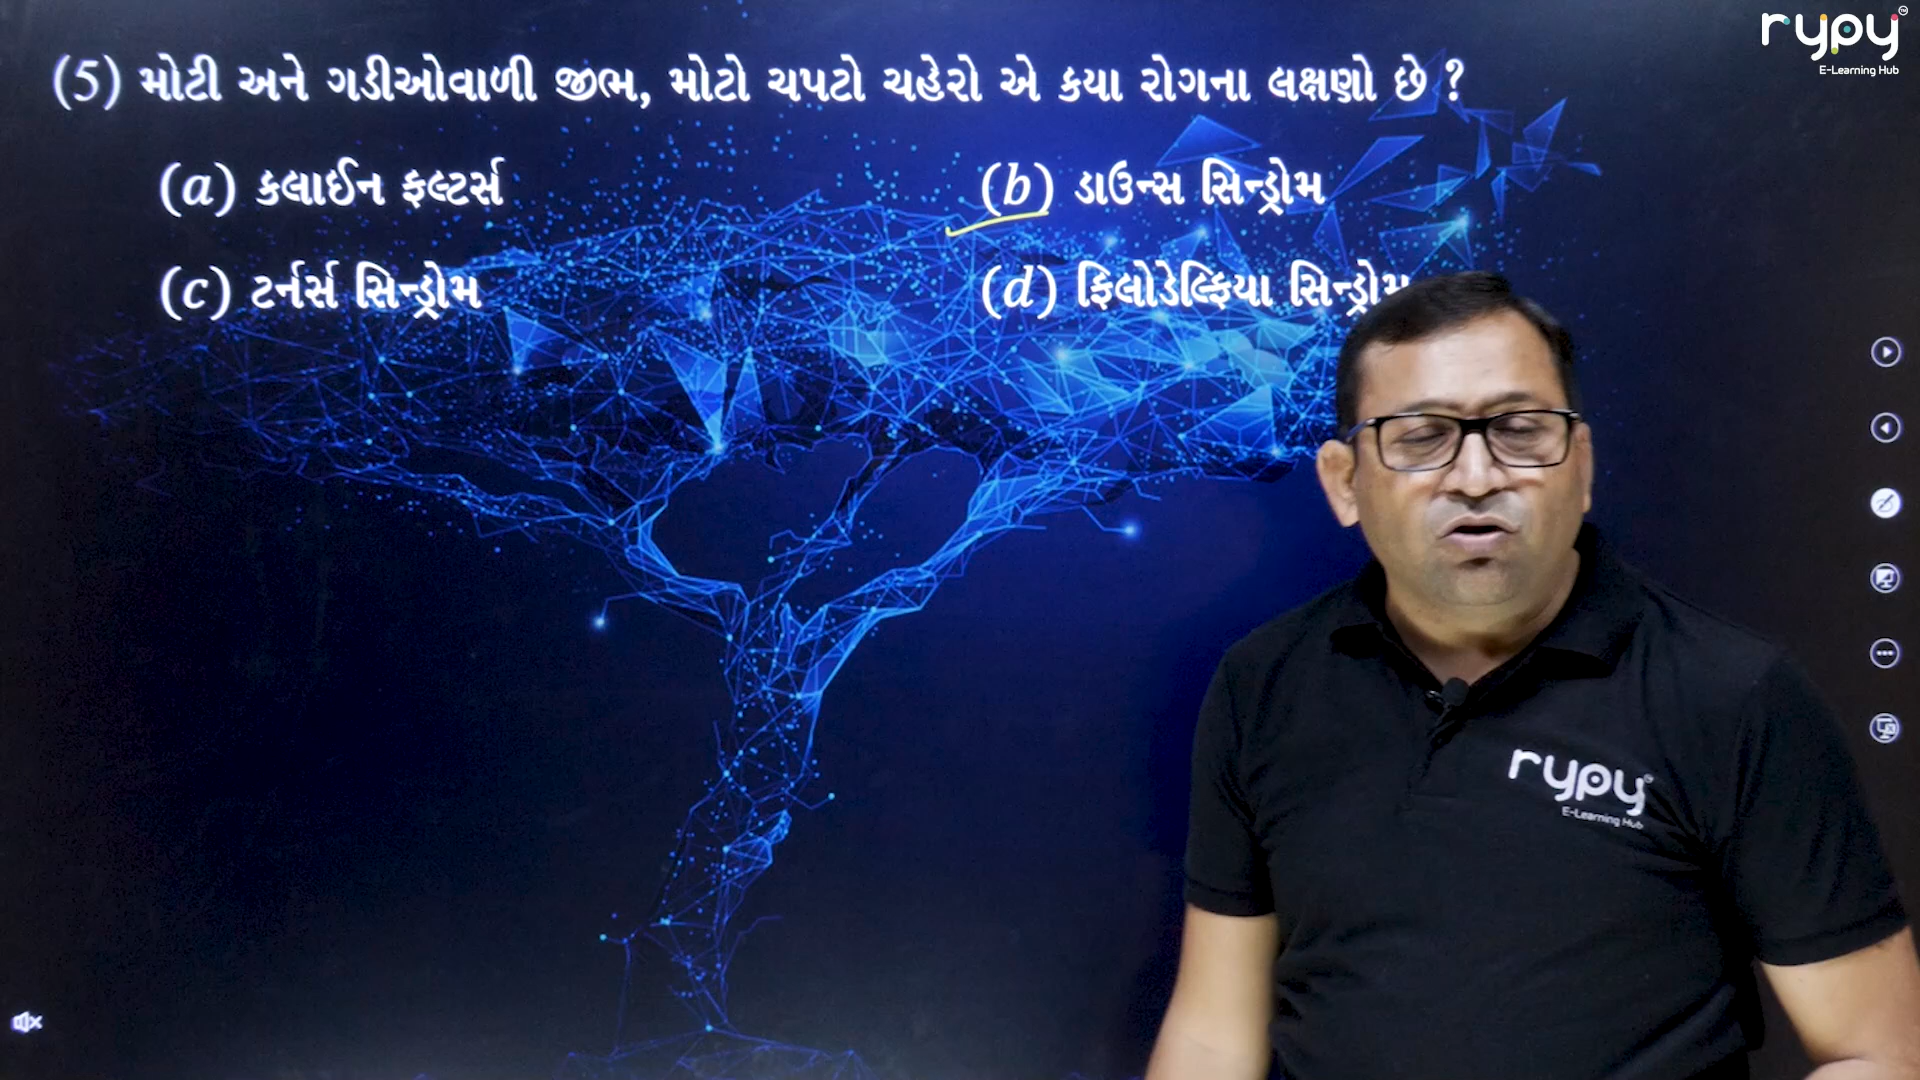 rypy
E-Learning Hub
(5) મોટી અને ગડીઓવાળી જીભ, મોટો ચપટો ચહેરો એ કયા રોગના લક્ષણો છે ?
(a) ક્લાઈન ફ્લ્ટર્સ
(b) ડાઉન્સ સિન્ડ્રોમ
(c) ટર્નર્સ સિન્ડ્રોમ
(d) ફિલોડેલ્ફિયા સિન્ડ્રોમ
rypy
E-Learning Hub